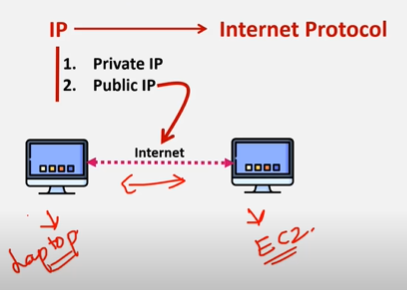 IP Internet Protocol
1. Private IP
2. Public IP
Internet
Laptop
EC2.